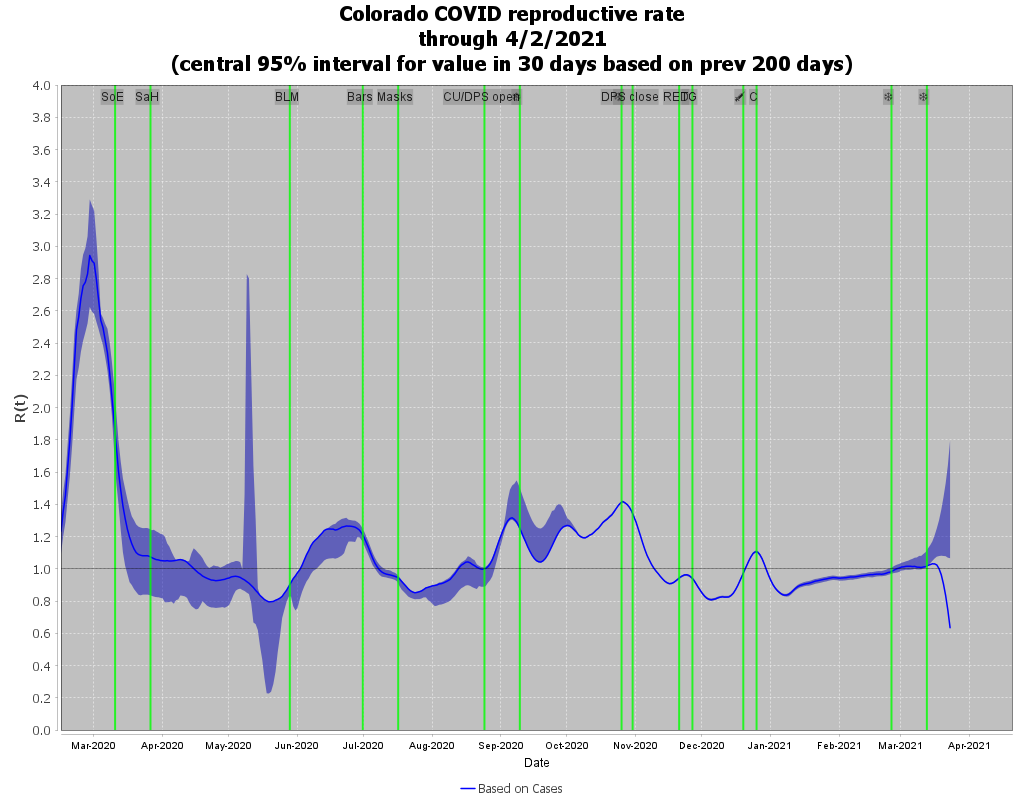 Colorado COVID reproductive rate
through 4/2/2021
(central 95% interval for value in 30 days based on prev 200 days)
4.0
3.8
3.6
3.4
3.2
3.0
2.8
2.6
2.4
2.2
2.0
1.8
1.6
1.4
1.2
1.0
0.8
0.6
0.4
0.2
0.0
R(t)
SoE SaH BLM Bars Masks CU/DPS open DPS close RED C
Mar-2020 Apr-2020 May-2020 Jun-2020 Jul-2020 Aug-2020 Sep-2020 Oct-2020 Nov-2020 Dec-2020 Jan-2021 Feb-2021 Mar-2021 Apr-2021
Date
Based on Cases